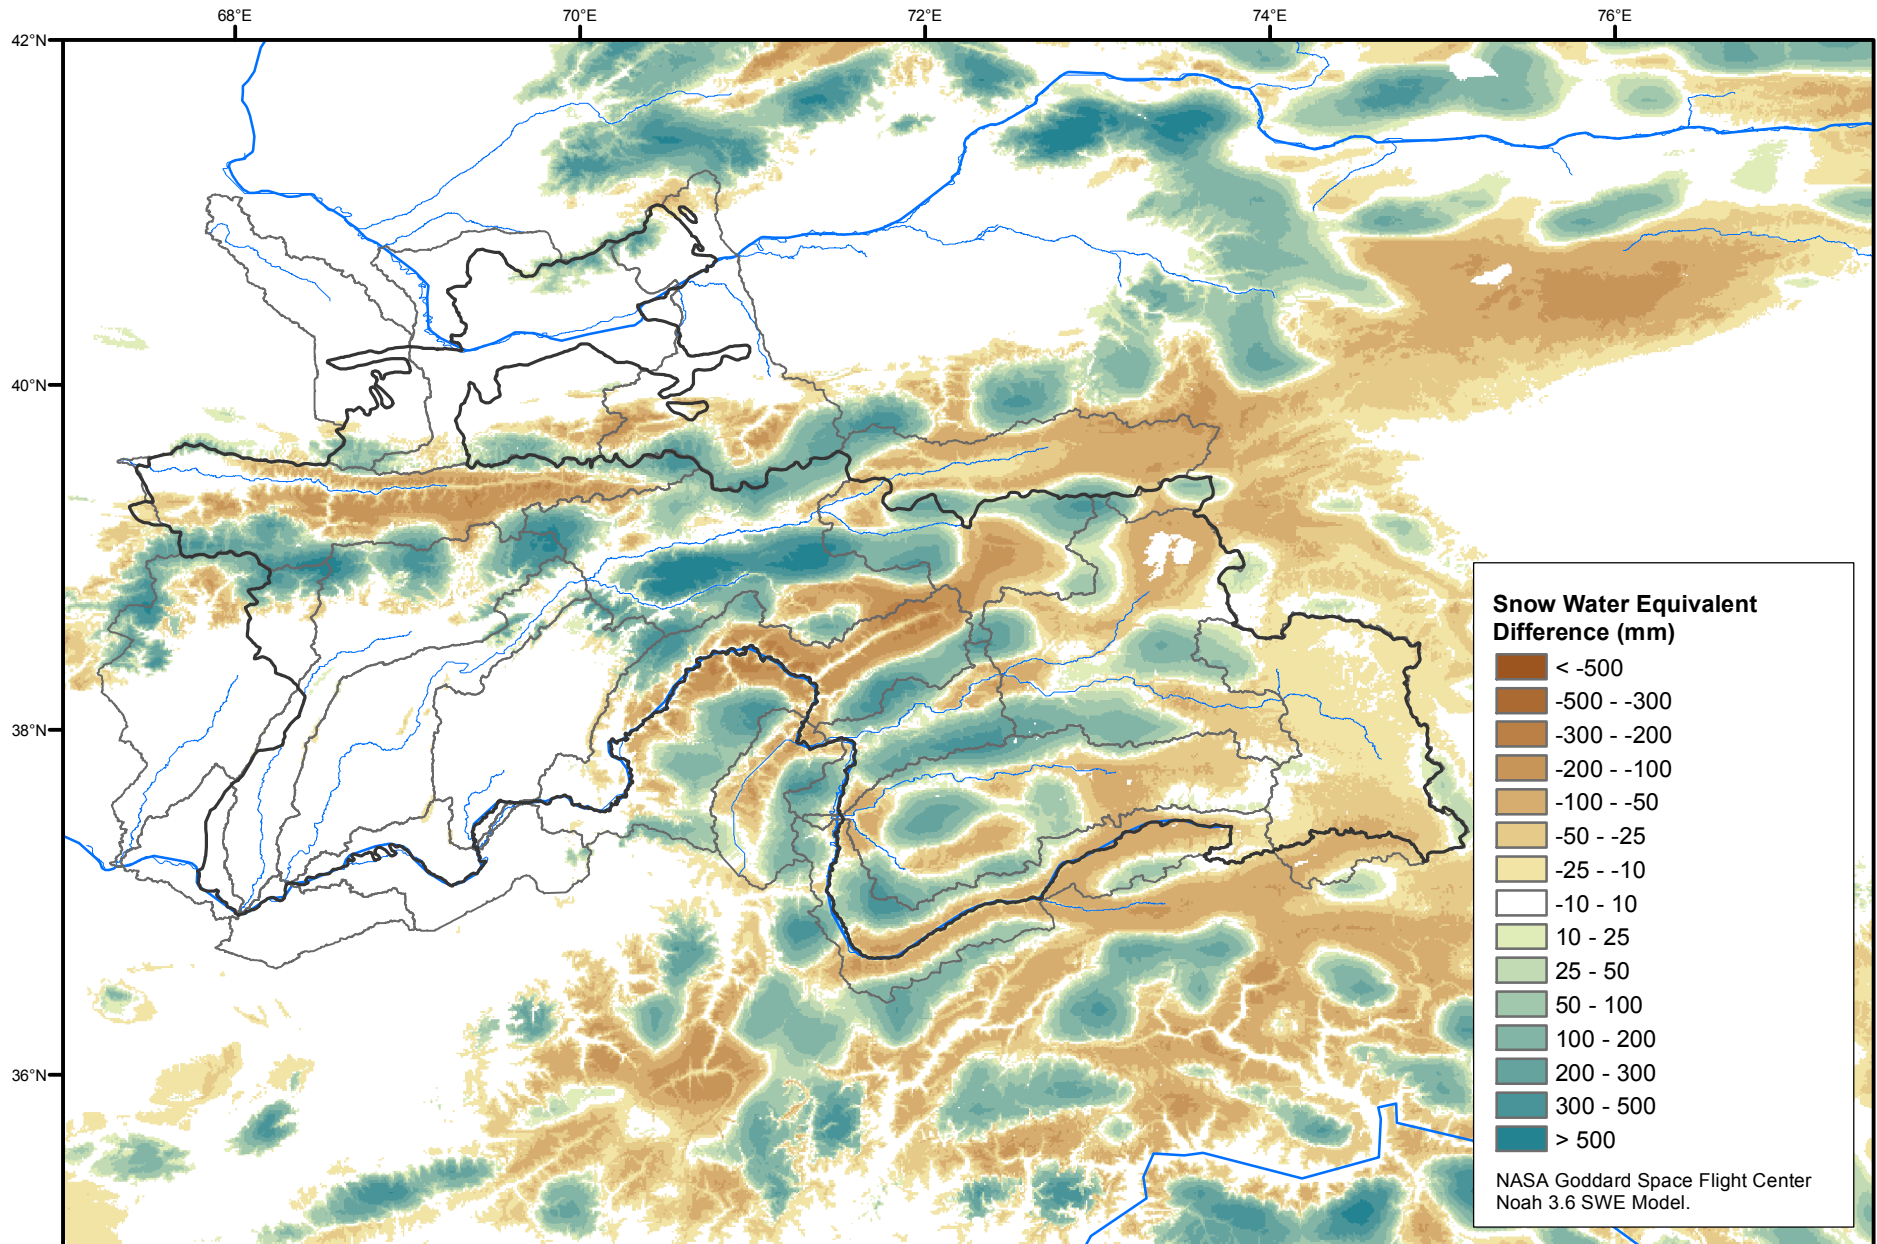 68°E
70°E
72°E
74°E
76°E
42°N
40°N
38°N
36°N
Snow Water Equivalent
Difference (mm)
< -500
-500 - -300
-300 - -200
-200 - -100
-100 - -50
-50 - -25
-25 - -10
-10 - 10
10 - 25
25 - 50
50 - 100
100 - 200
200 - 300
300 - 500
> 500
NASA Goddard Space Flight Center
Noah 3.6 SWE Model.